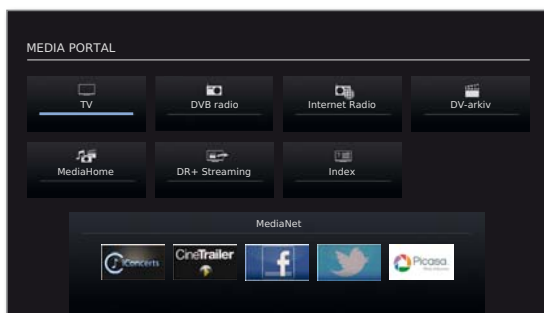 MEDIA PORTAL
TV
DVB radio
Internet Radio
DV-arkiv
MediaHome
DR+ Streaming
Index
MediaNet
iConcerts
CineTrailer
f
Picasa